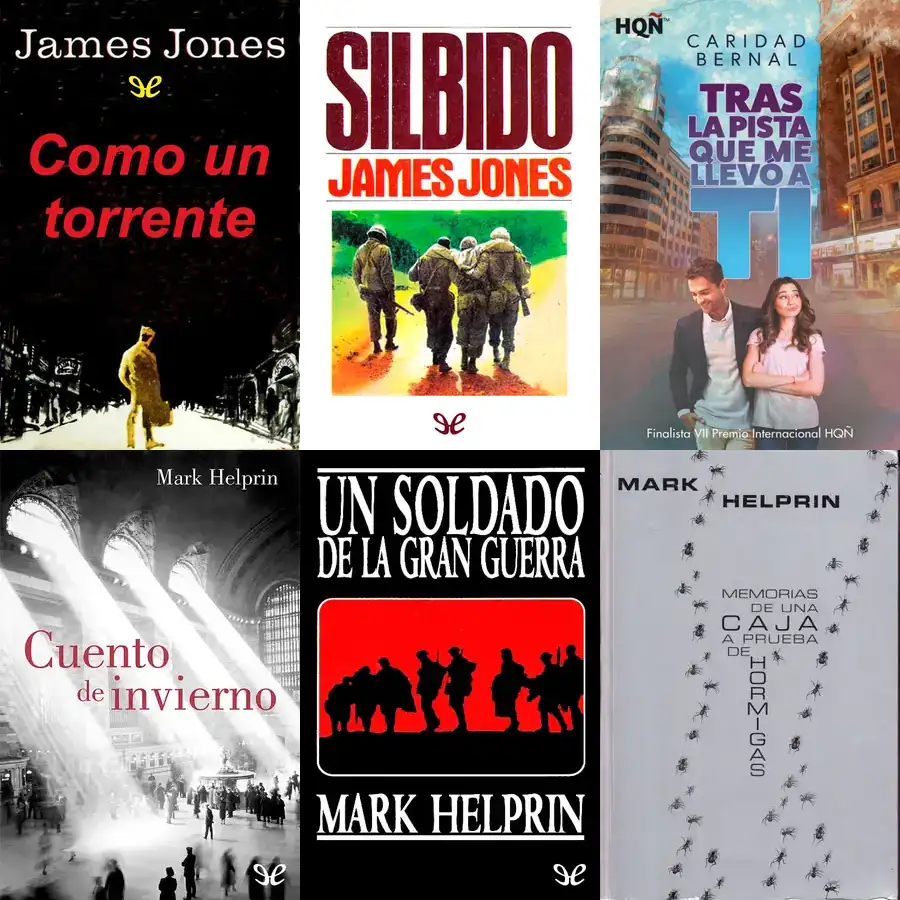 James Jones
Como un
torrente
SILBIDO
JAMES JONES
HQÑ™
CARIDAD
BERNAL
TRAS
LA PISTA
QUE ME
LLEVÓ A
TI
Finalista VII Premio Internacional HQÑ
Mark Helprin
Cuento
de invierno
UN SOLDADO
DE LA GRAN GUERRA
MARK HELPRIN
MARK
HELPRIN
MEMORIAS
DE UNA
CAJA
A PRUEBA
DE
HORMIGAS